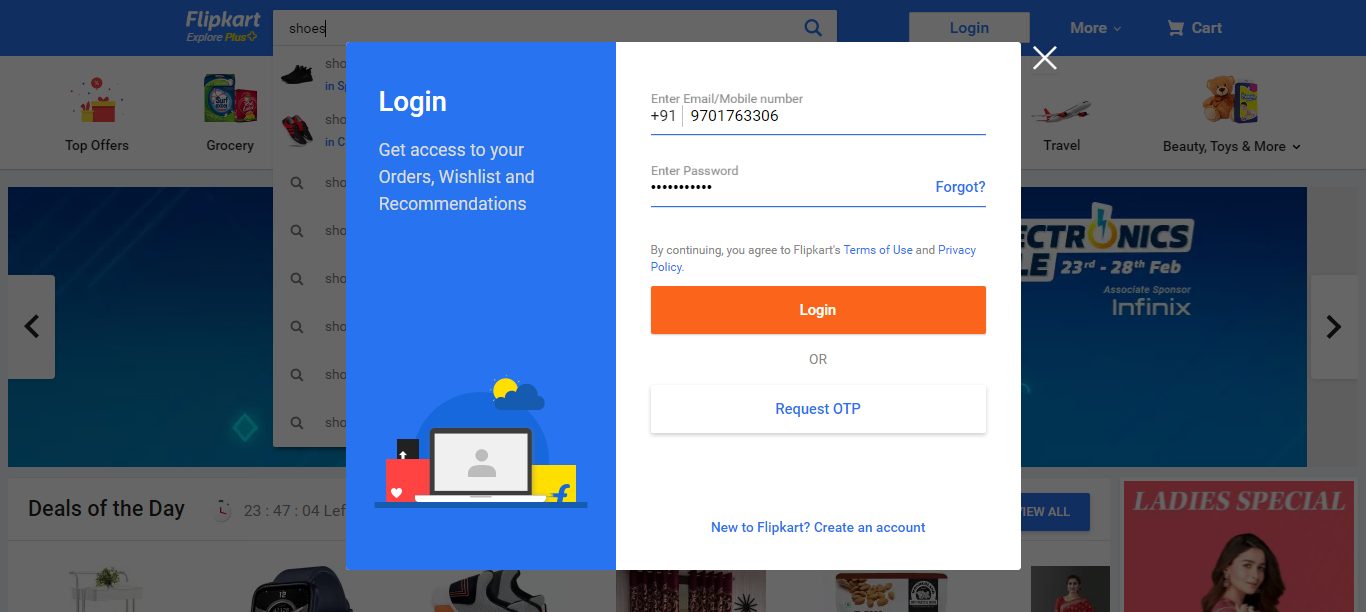 Flipkart
Explore Plus
shoes
Login
More
Cart
sho
in Sp
sho
in C
sho
sho
sho
sho
sho
sho
Top Offers
Grocery
Travel
Beauty, Toys & More
Login
Get access to your
Orders, Wishlist and
Recommendations
Enter Email/Mobile number
+91 9701763306
Enter Password
•••••••••••
Forgot?
By continuing, you agree to Flipkart's Terms of Use and Privacy
Policy.
Login
OR
Request OTP
New to Flipkart? Create an account
CTRONICS
LE 23rd - 28th Feb
Associate Sponsor
Infinix
Deals of the Day
23 : 47 : 04 Lef
VIEW ALL
LADIES SPECIAL